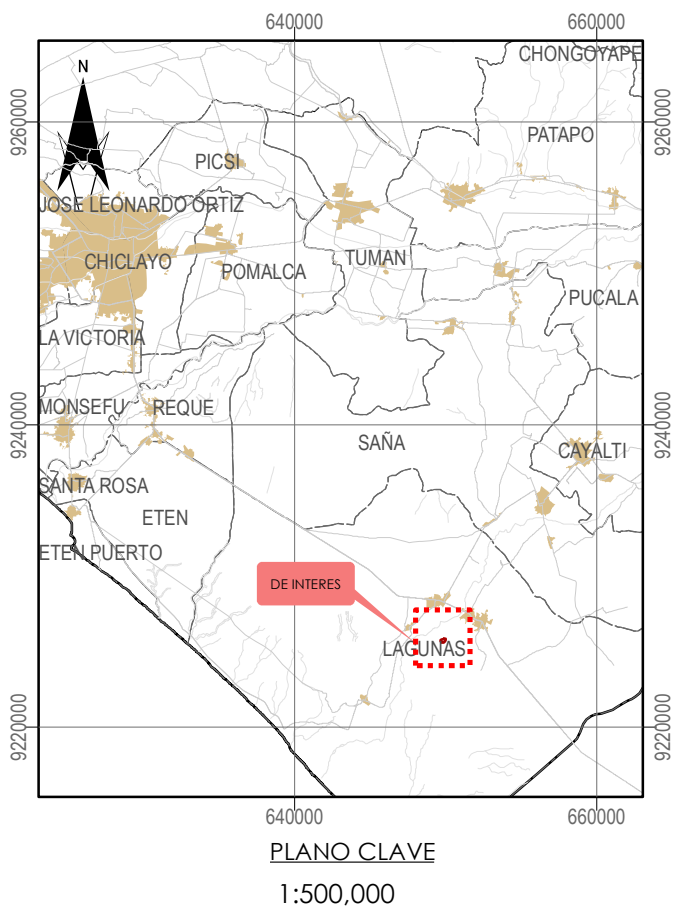 640000
660000
CHONGOYAPE
N
9260000
9260000
PATAPO
PICSI
JOSE LEONARDO ORTIZ
CHICLAYO
POMALCA
TUMAN
PUCALA
LA VICTORIA
MONSEFU
REQUE
9240000
9240000
SAÑA
CAYALTI
SANTA ROSA
ETEN
ETEN PUERTO
DE INTERES
LAGUNAS
9220000
9220000
640000
660000
PLANO CLAVE
1:500,000